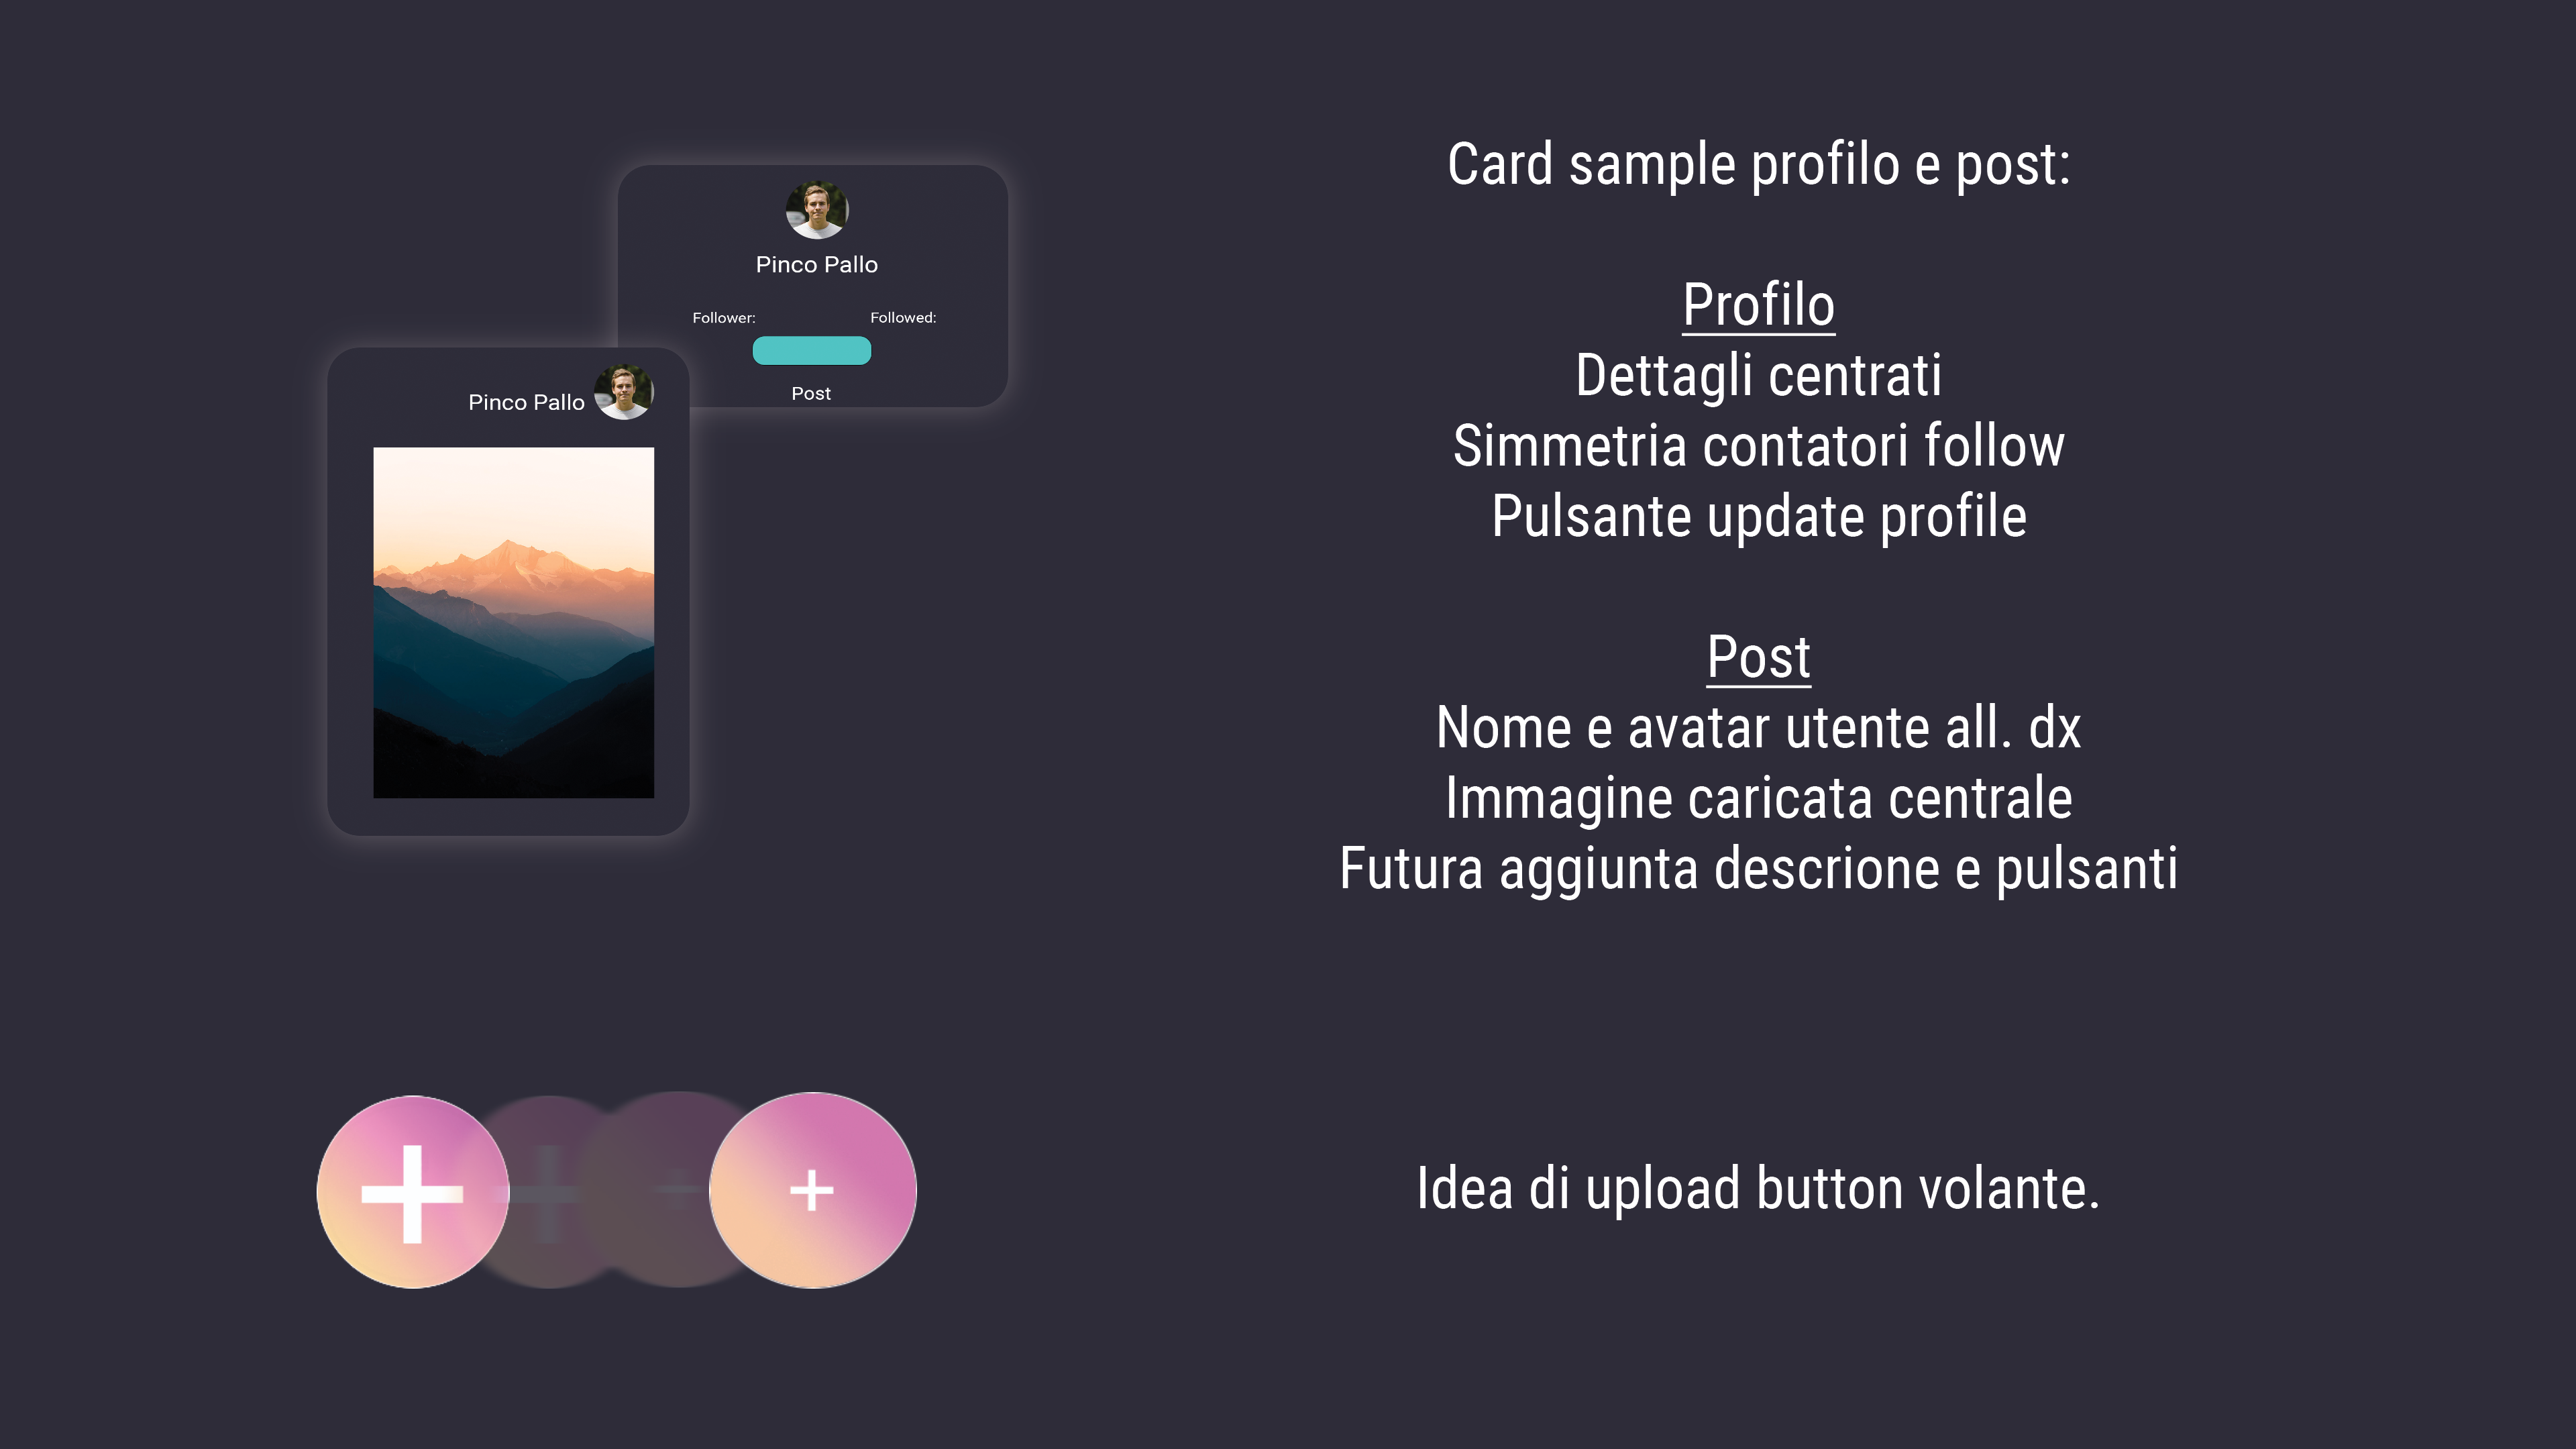 Pinco Pallo
Follower:
Followed:
Post
Pinco Pallo
Card sample profilo e post:
Profilo
Dettagli centrati
Simmetria contatori follow
Pulsante update profile
Post
Nome e avatar utente all. dx
Immagine caricata centrale
Futura aggiunta descrione e pulsanti
Idea di upload button volante.